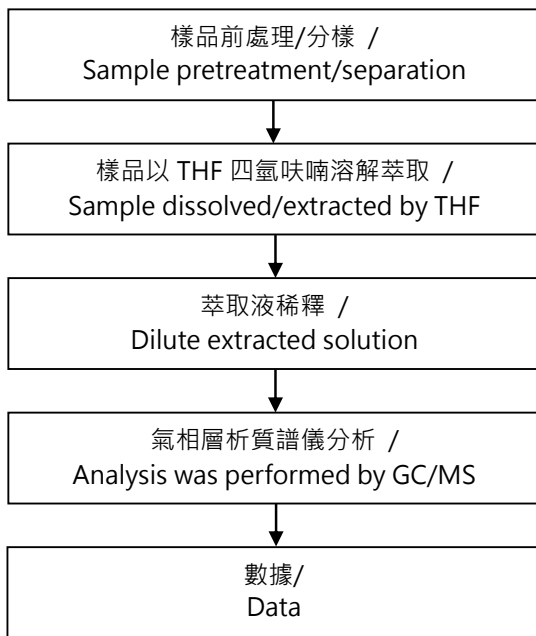 樣品前處理/分樣 /
Sample pretreatment/separation
樣品以 THF 四氫呋喃溶解萃取 /
Sample dissolved/extracted by THF
萃取液稀釋 /
Dilute extracted solution
氣相層析質譜儀分析 /
Analysis was performed by GC/MS
數據/
Data